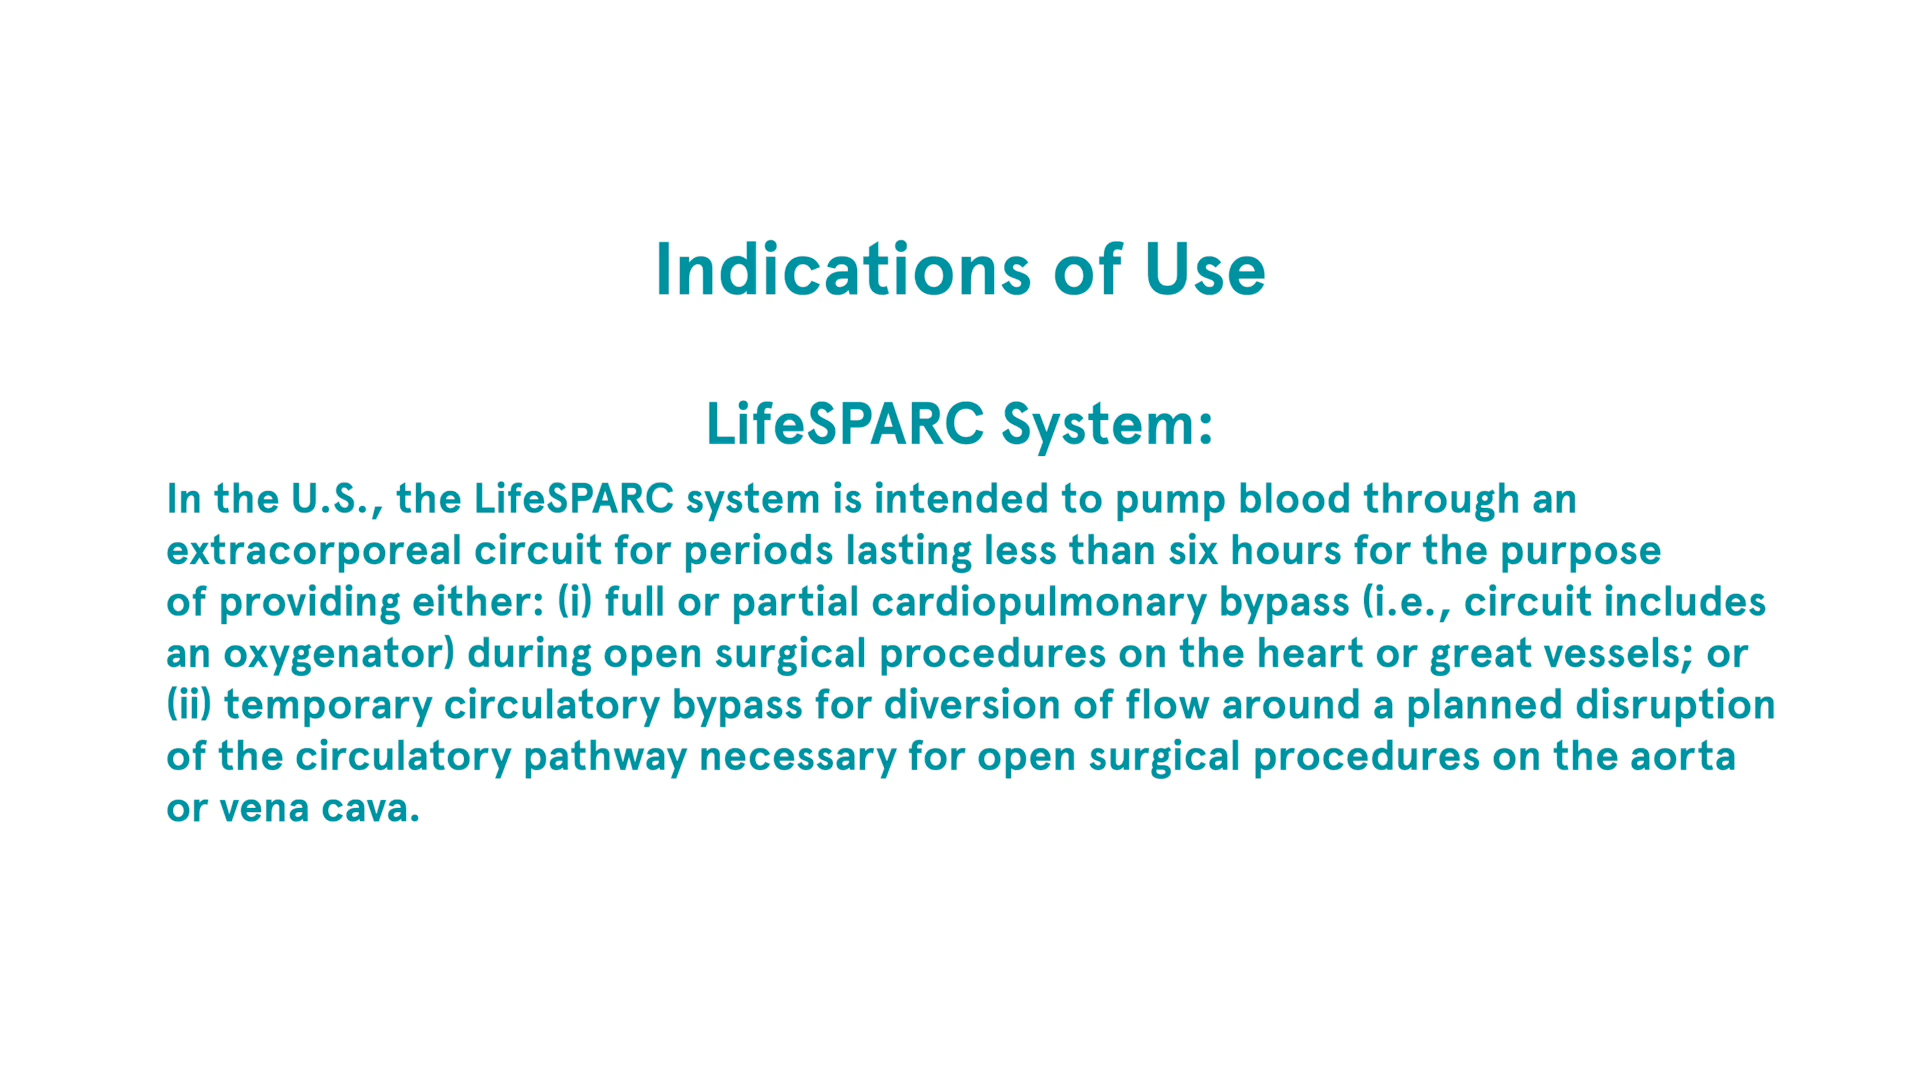 Indications of Use
LifeSPARC System:
In the U.S., the LifeSPARC system is intended to pump blood through an
extracorporeal circuit for periods lasting less than six hours for the purpose
of providing either: (i) full or partial cardiopulmonary bypass (i.e., circuit includes
an oxygenator) during open surgical procedures on the heart or great vessels; or
(ii) temporary circulatory bypass for diversion of flow around a planned disruption
of the circulatory pathway necessary for open surgical procedures on the aorta
or vena cava.